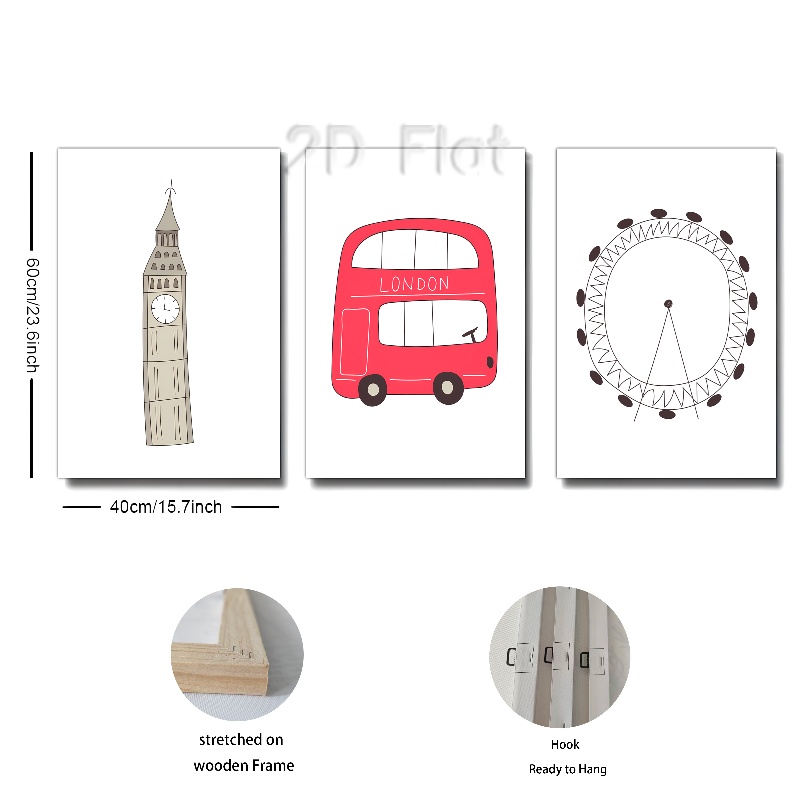 2D Flat
LONDON
60cm/23.6inch
40cm/15.7inch
stretched on
wooden Frame
Hook
Ready to Hang